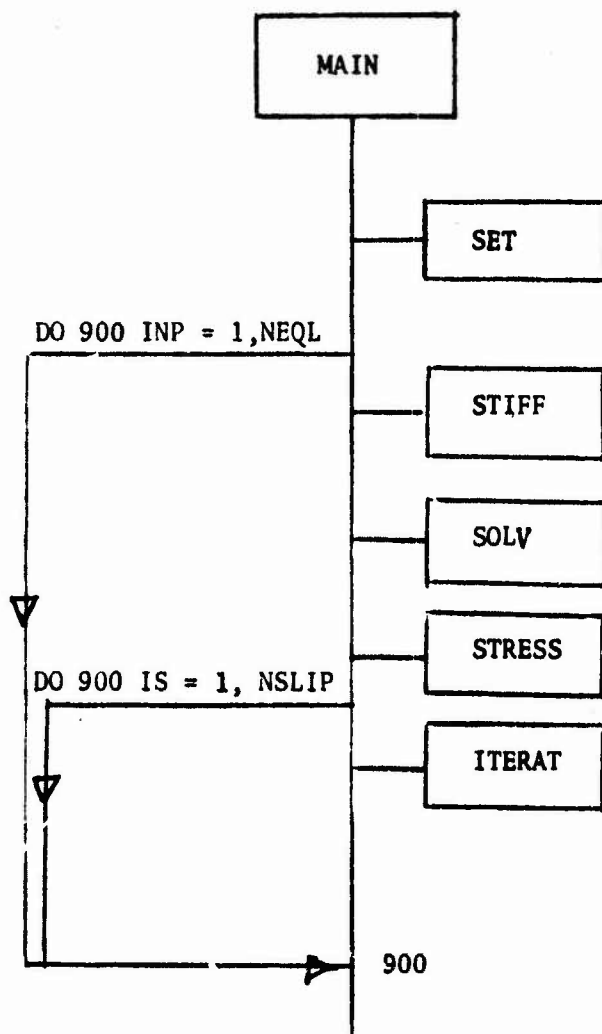 MAIN
SET
DO 900 INP = 1,NEQL
STIFF
SOLV
STRESS
DO 900 IS = 1, NSLIP
ITERAT
900